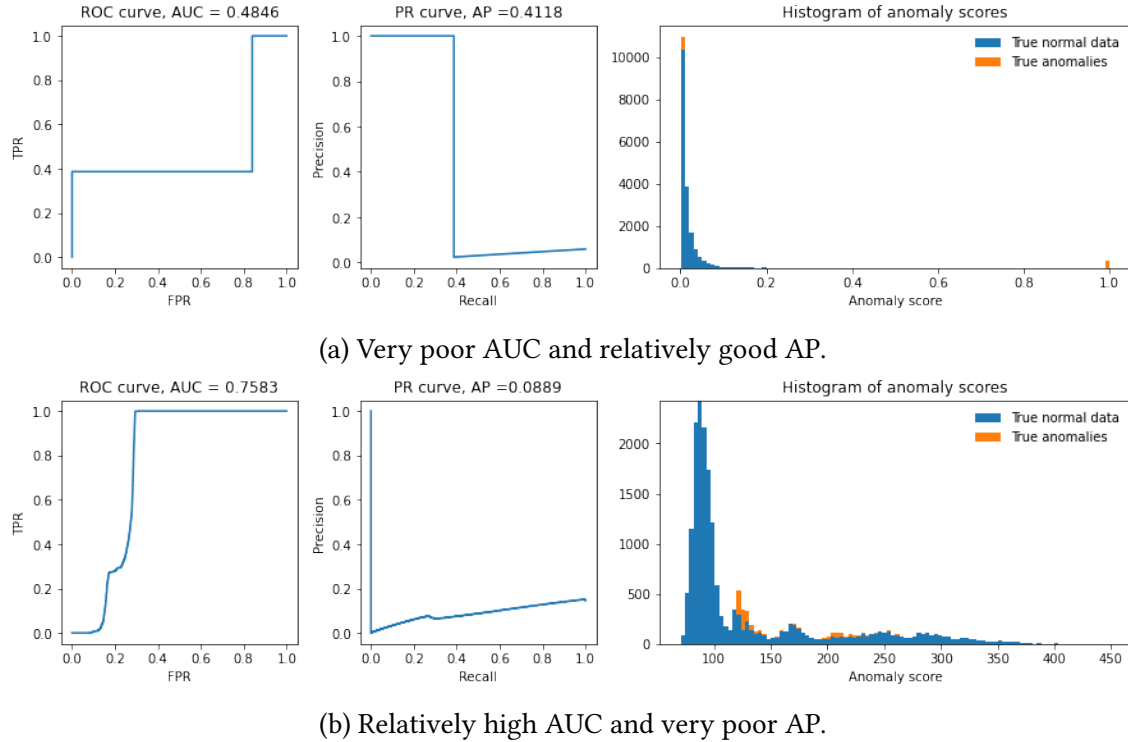 ROC curve, AUC = 0.4846
1.0
0.8
0.6
0.4
0.2
0.0
TPR
0.0 0.2 0.4 0.6 0.8 1.0
FPR
PR curve, AP =0.4118
1.0
0.8
0.6
0.4
0.2
0.0
Precision
0.0 0.2 0.4 0.6 0.8 1.0
Recall
Histogram of anomaly scores
True normal data
True anomalies
10000
8000
6000
4000
2000
0
0.0 0.2 0.4 0.6 0.8 1.0
Anomaly score
(a) Very poor AUC and relatively good AP.
ROC curve, AUC = 0.7583
1.0
0.8
0.6
0.4
0.2
0.0
TPR
0.0 0.2 0.4 0.6 0.8 1.0
FPR
PR curve, AP =0.0889
1.0
0.8
0.6
0.4
0.2
0.0
Precision
0.0 0.2 0.4 0.6 0.8 1.0
Recall
Histogram of anomaly scores
True normal data
True anomalies
2000
1500
1000
500
0
100 150 200 250 300 350 400 450
Anomaly score
(b) Relatively high AUC and very poor AP.